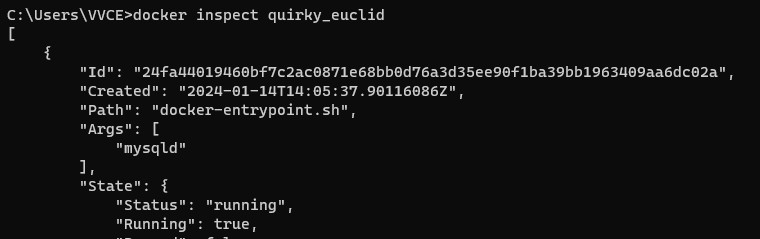 C:\Users\VVCE>docker inspect quirky_euclid
[
    {
        "Id": "24fa44019460bf7c2ac0871e68bb0d76a3d35ee90f1ba39bb1963409aa6dc02a",
        "Created": "2024-01-14T14:05:37.90116086Z",
        "Path": "docker-entrypoint.sh",
        "Args": [
            "mysqld"
        ],
        "State": {
            "Status": "running",
            "Running": true,